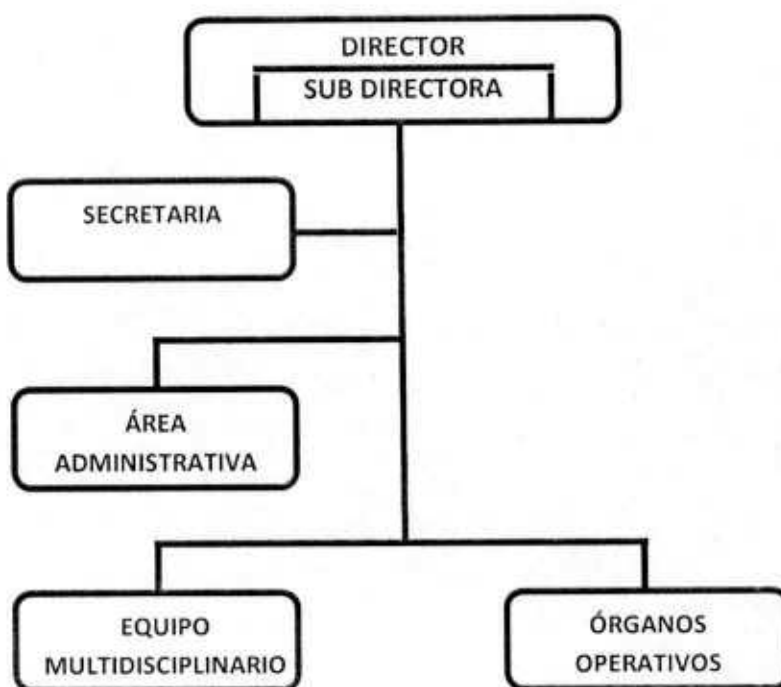 DIRECTOR
SUB DIRECTORA
SECRETARIA
ÁREA
ADMINISTRATIVA
EQUIPO
MULTIDISCIPLINARIO
ÓRGANOS
OPERATIVOS